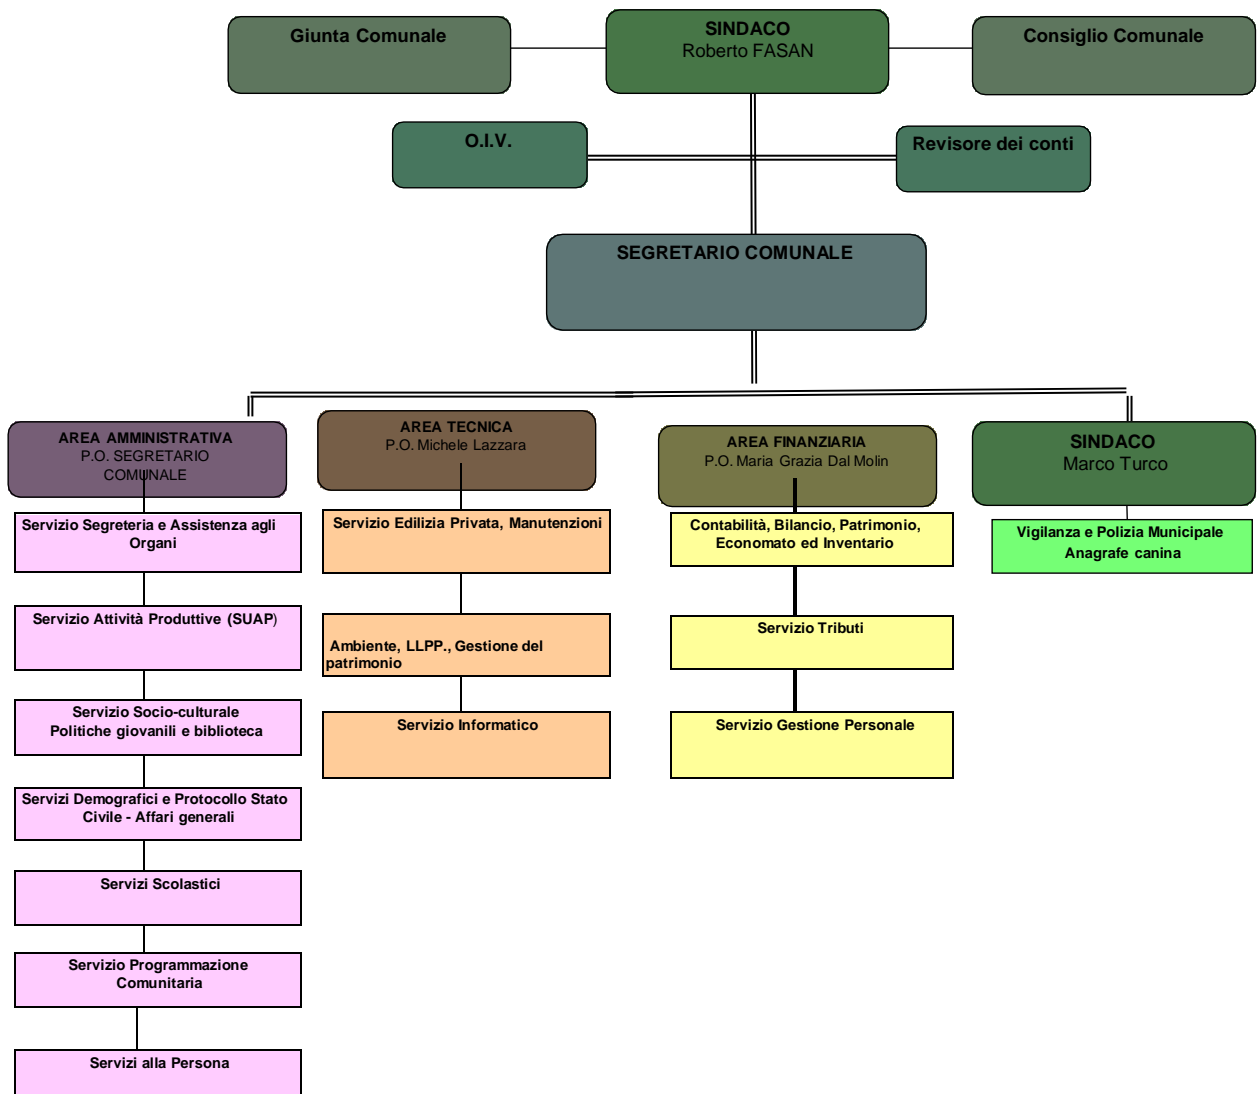 Giunta Comunale
SINDACO
Roberto FASAN
Consiglio Comunale
O.I.V.
Revisore dei conti
SEGRETARIO COMUNALE
AREA AMMINISTRATIVA
P.O. SEGRETARIO
COMUNALE
AREA TECNICA
P.O. Michele Lazzara
AREA FINANZIARIA
P.O. Maria Grazia Dal Molin
SINDACO
Marco Turco
Servizio Segreteria e Assistenza agli
Organi
Servizio Attività Produttive (SUAP)
Servizio Socio-culturale
Politiche giovanili e biblioteca
Servizi Demografici e Protocollo Stato
Civile - Affari generali
Servizi Scolastici
Servizio Programmazione
Comunitaria
Servizi alla Persona
Servizio Edilizia Privata, Manutenzioni
Ambiente, LLPP., Gestione del
patrimonio
Servizio Informatico
Contabilità, Bilancio, Patrimonio,
Economato ed Inventario
Servizio Tributi
Servizio Gestione Personale
Vigilanza e Polizia Municipale
Anagrafe canina